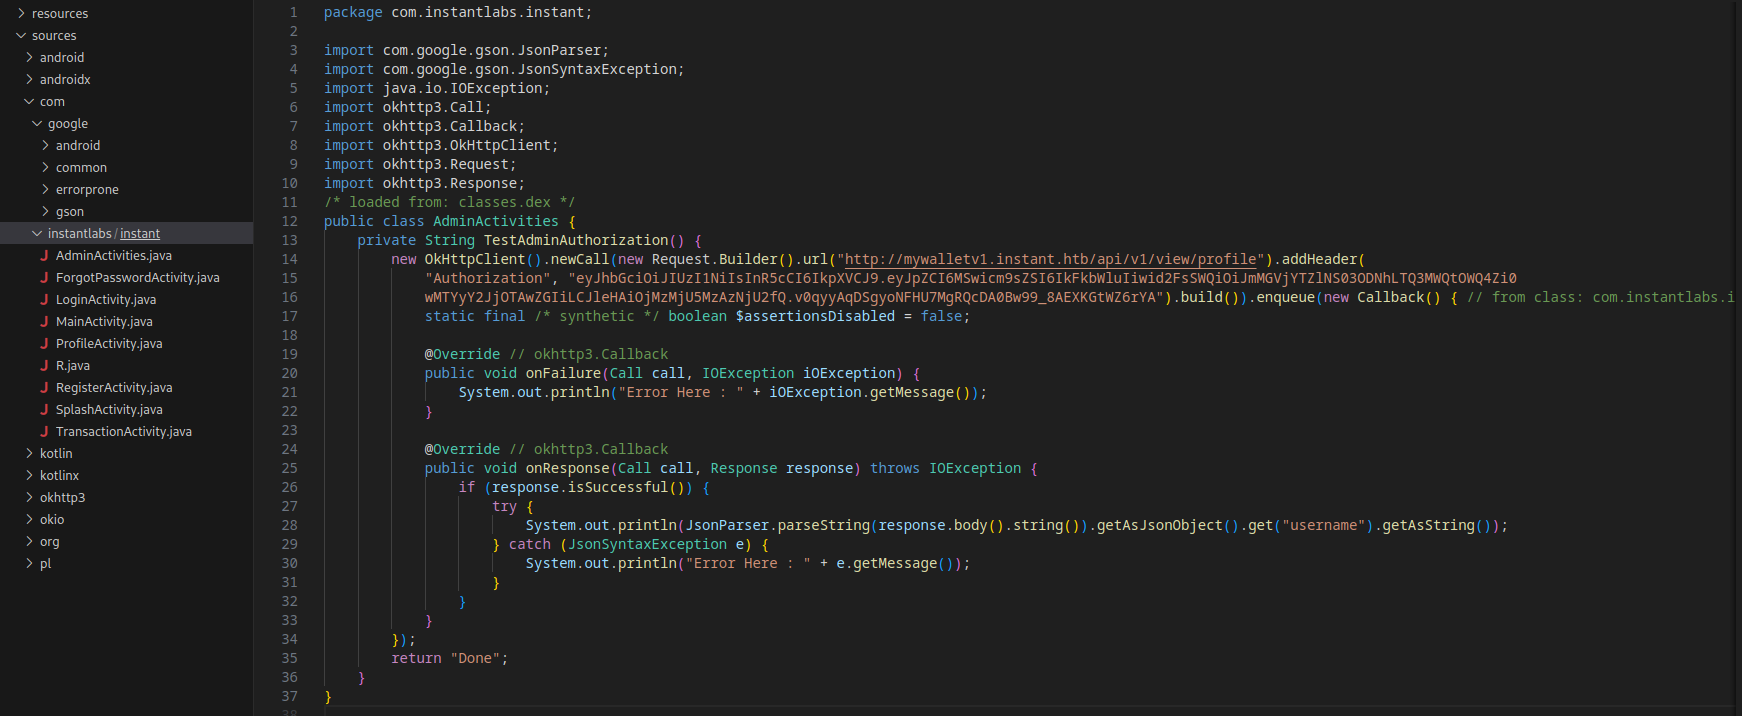 resources
sources
android
androidx
com
google
android
common
errorprone
gson
instantlabs/instant
AdminActivities.java
ForgotPasswordActivity.java
LoginActivity.java
MainActivity.java
ProfileActivity.java
R.java
RegisterActivity.java
SplashActivity.java
TransactionActivity.java
kotlin
kotlinx
okhttp3
okio
org
pl
1 package com.instantlabs.instant;
2
3 import com.google.gson.JsonParser;
4 import com.google.gson.JsonSyntaxException;
5 import java.io.IOException;
6 import okhttp3.Call;
7 import okhttp3.Callback;
8 import okhttp3.OkHttpClient;
9 import okhttp3.Request;
10 import okhttp3.Response;
11 /* loaded from: classes.dex */
12 public class AdminActivities {
13 private String TestAdminAuthorization() {
14 new OkHttpClient().newCall(new Request.Builder().url("http://mywalletv1.instant.htb/api/v1/view/profile").addHeader(
15 "Authorization", "eyJhbGciOiJIUzI1NiIsInR5cCI6IkpXVCJ9.eyJpZCI6MSwicm9sZSI6IkFkbWluIiwid2FsSWQiOiJmMGVjYTZlNS03ODNhLTQ3MWQtOWQ4Zi0
16 wMTYyY2JjOTAwZGIiLCJleHAiOjMzMjU5MzAzNjU2fQ.v0qyyAqDSgyoNFHU7MgRQcDA0Bw99_8AEXKGtWZ6rYA").build()).enqueue(new Callback() { // from class: com.instantlabs.i
17 static final /* synthetic */ boolean $assertionsDisabled = false;
18
19 @Override // okhttp3.Callback
20 public void onFailure(Call call, IOException iOException) {
21 System.out.println("Error Here : " + iOException.getMessage());
22 }
23
24 @Override // okhttp3.Callback
25 public void onResponse(Call call, Response response) throws IOException {
26 if (response.isSuccessful()) {
27 try {
28 System.out.println(JsonParser.parseString(response.body().string()).getAsJsonObject().get("username").getAsString());
29 } catch (JsonSyntaxException e) {
30 System.out.println("Error Here : " + e.getMessage());
31 }
32 }
33 }
34 });
35 return "Done";
36 }
37 }
38